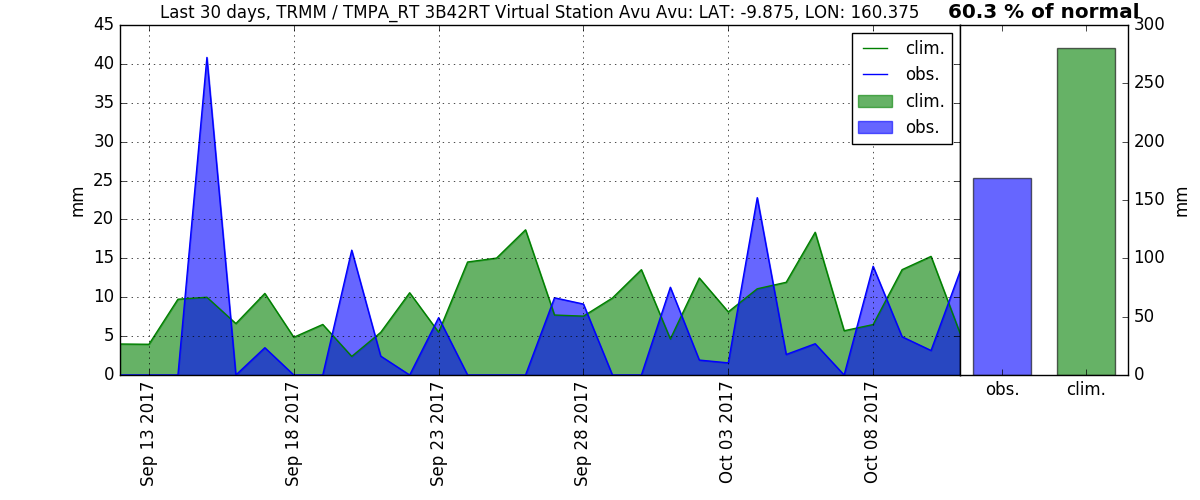 Last 30 days, TRMM / TMPA_RT 3B42RT Virtual Station Avu Avu: LAT: -9.875, LON: 160.375
60.3 % of normal
mm
45
40
35
30
25
20
15
10
5
0
clim.
obs.
clim.
obs.
Sep 13 2017
Sep 18 2017
Sep 23 2017
Sep 28 2017
Oct 03 2017
Oct 08 2017
300
250
200
150
100
50
0
mm
obs.
clim.